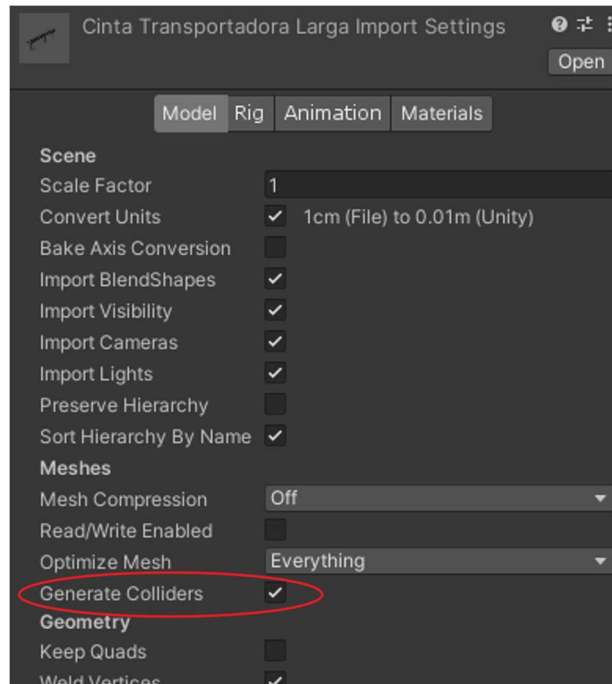 Cinta Transportadora Larga Import Settings
Open
Model Rig Animation Materials
Scene
Scale Factor 1
Convert Units 1cm (File) to 0.01m (Unity)
Bake Axis Conversion
Import BlendShapes
Import Visibility
Import Cameras
Import Lights
Preserve Hierarchy
Sort Hierarchy By Name
Meshes
Mesh Compression Off
Read/Write Enabled
Optimize Mesh Everything
Generate Colliders
Geometry
Keep Quads
Weld Vertices